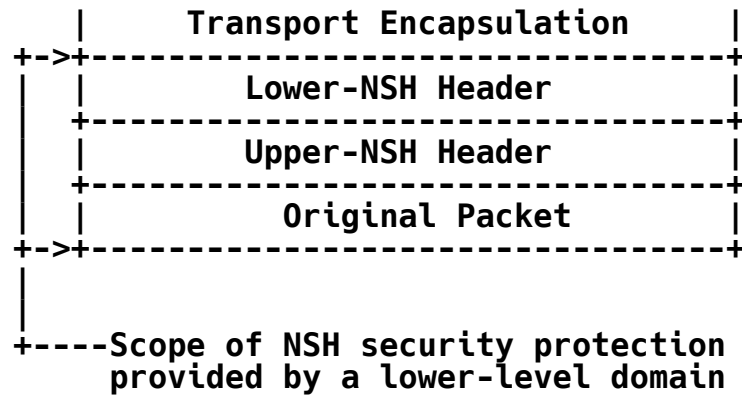 |      Transport Encapsulation      |
+->+----------------------------------+
|  |         Lower-NSH Header         |
|  +----------------------------------+
|  |         Upper-NSH Header         |
|  +----------------------------------+
|  |         Original Packet          |
+->+----------------------------------+
|
|
+----Scope of NSH security protection
provided by a lower-level domain